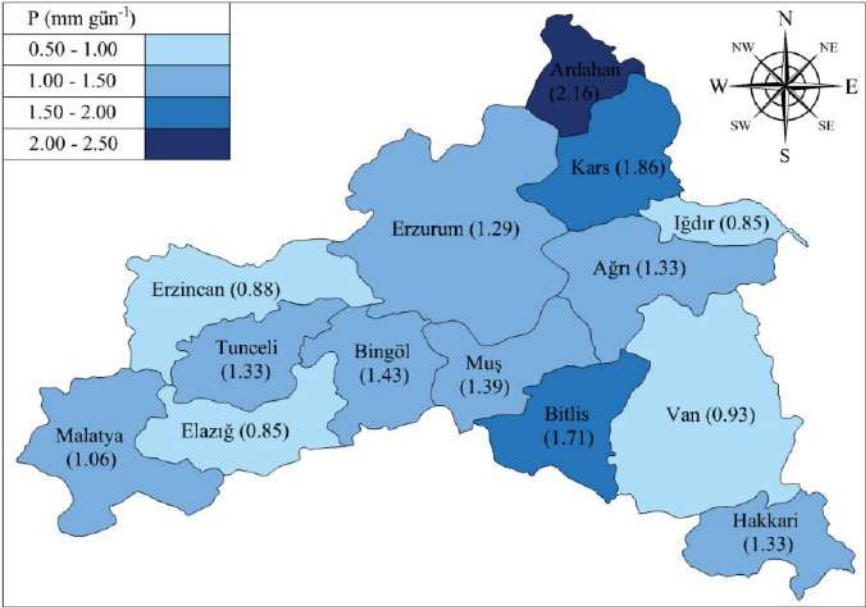 P (mm gün⁻¹)
0.50 - 1.00
1.00 - 1.50
1.50 - 2.00
2.00 - 2.50
N
NW
NE
W
E
SW
SE
S
Ardahan
(2.16)
Kars (1.86)
Iğdır (0.85)
Erzurum (1.29)
Ağrı (1.33)
Erzincan (0.88)
Tunceli
(1.33)
Bingöl
(1.43)
Muş
(1.39)
Bitlis
(1.71)
Van (0.93)
Malatya
(1.06)
Elazığ (0.85)
Hakkari
(1.33)